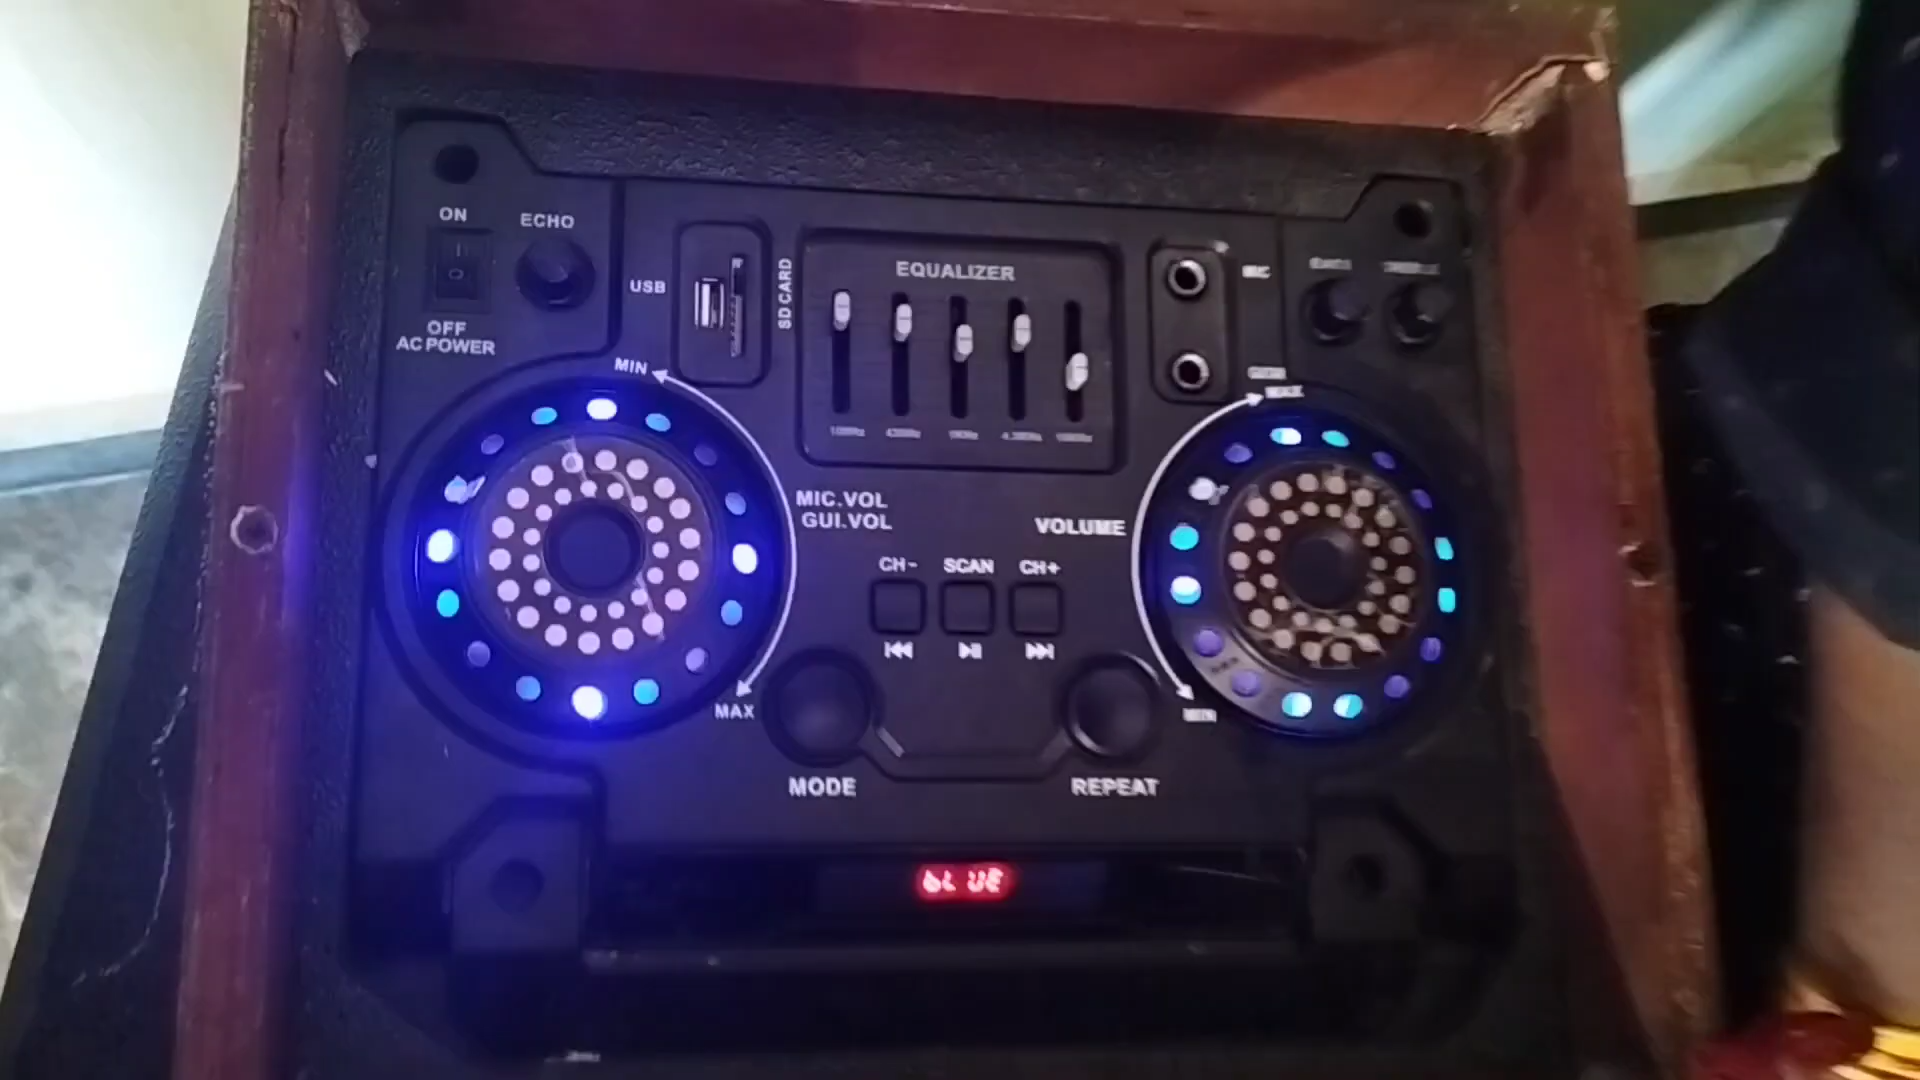 ON
ECHO
OFF
AC POWER
USB
SD CARD
EQUALIZER
MIC
MIN
MAX
MIC.VOL
GUI.VOL
VOLUME
MAX
MIN
CH-
SCAN
CH+
MODE
REPEAT
bLUE